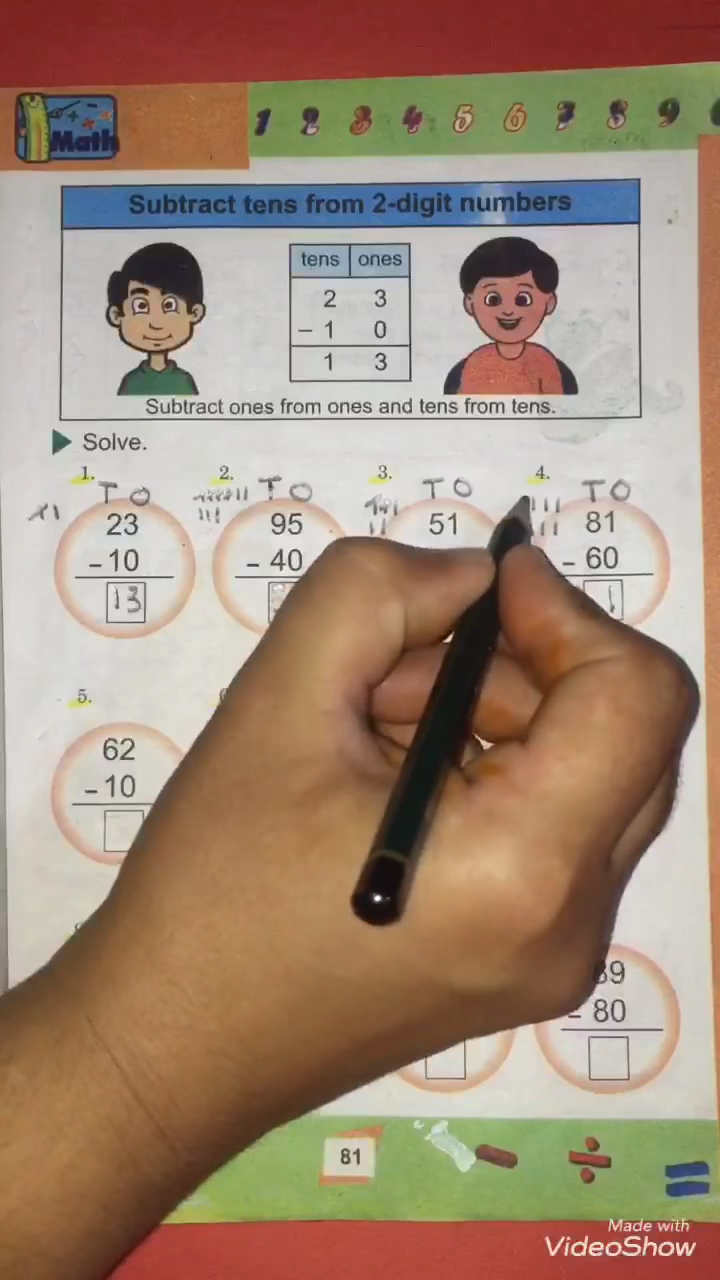 Math
1 2 3 4 5 6 7 8 9
Subtract tens from 2-digit numbers
tens ones
2 3
– 1 0
1 3
Subtract ones from ones and tens from tens.
Solve.
1. 2. 3. 4.
T O T O T O T O
23 95 51 81
– 10 – 40 – 60
13 1
5.
62
– 10
89
– 80
81
Made with
VideoShow